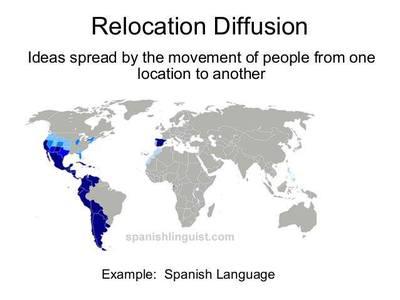 Relocation Diffusion
Ideas spread by the movement of people from one
location to another
spanishlinguist.com
Example: Spanish Language